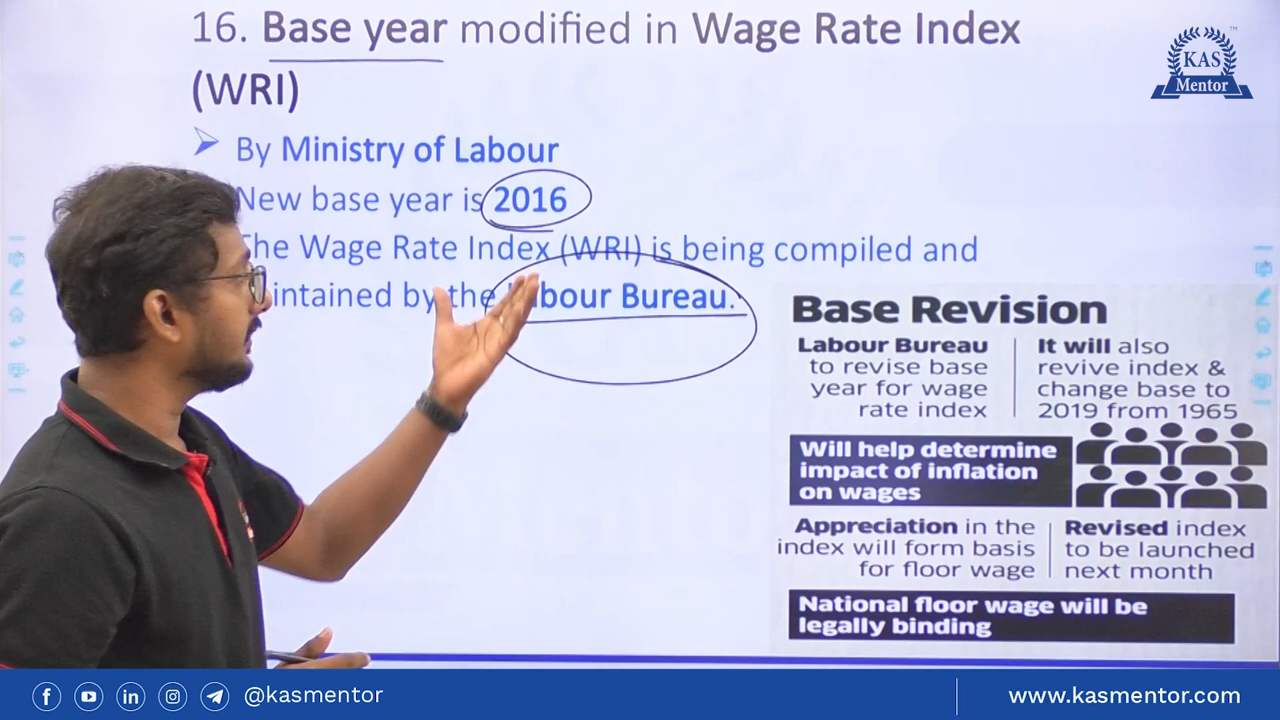 16. Base year modified in Wage Rate Index
(WRI)
KAS
Mentor
TM
➤ By Ministry of Labour
New base year is 2016
The Wage Rate Index (WRI) is being compiled and
intained by the bour Bureau.
Base Revision
Labour Bureau
to revise base
year for wage
rate index
It will also
revive index &
change base to
2019 from 1965
Will help determine
impact of inflation
on wages
Appreciation in the
index will form basis
for floor wage
Revised index
to be launched
next month
National floor wage will be
legally binding
@kasmentor
www.kasmentor.com